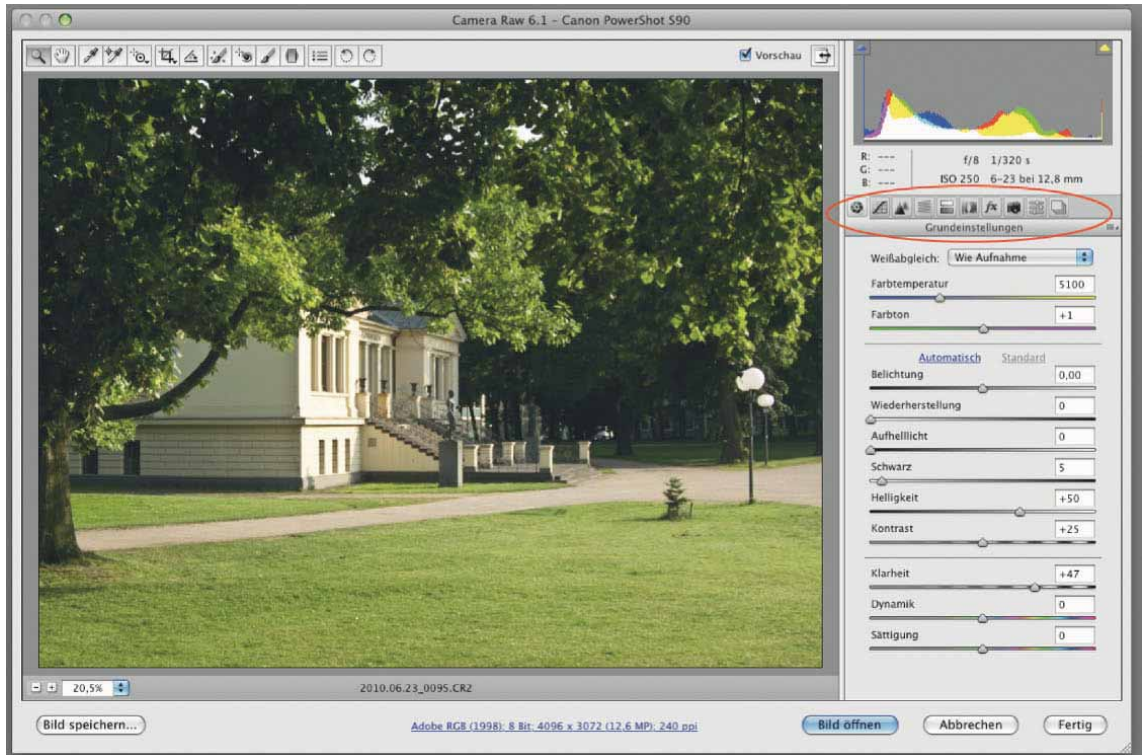 Camera Raw 6.1 – Canon PowerShot S90
Vorschau
R: ---
G: ---
B: ---
f/8 1/320 s
ISO 250 6–23 bei 12,8 mm
Grundeinstellungen
Weißabgleich: Wie Aufnahme
Farbtemperatur 5100
Farbton +1
Automatisch Standard
Belichtung 0,00
Wiederherstellung 0
Aufhelllicht 0
Schwarz 5
Helligkeit +50
Kontrast +25
Klarheit +47
Dynamik 0
Sättigung 0
20,5% 2010.06.23_0095.CR2
Bild speichern... Adobe RGB (1998); 8 Bit; 4096 x 3072 (12,6 MP); 240 ppi Bild öffnen Abbrechen Fertig